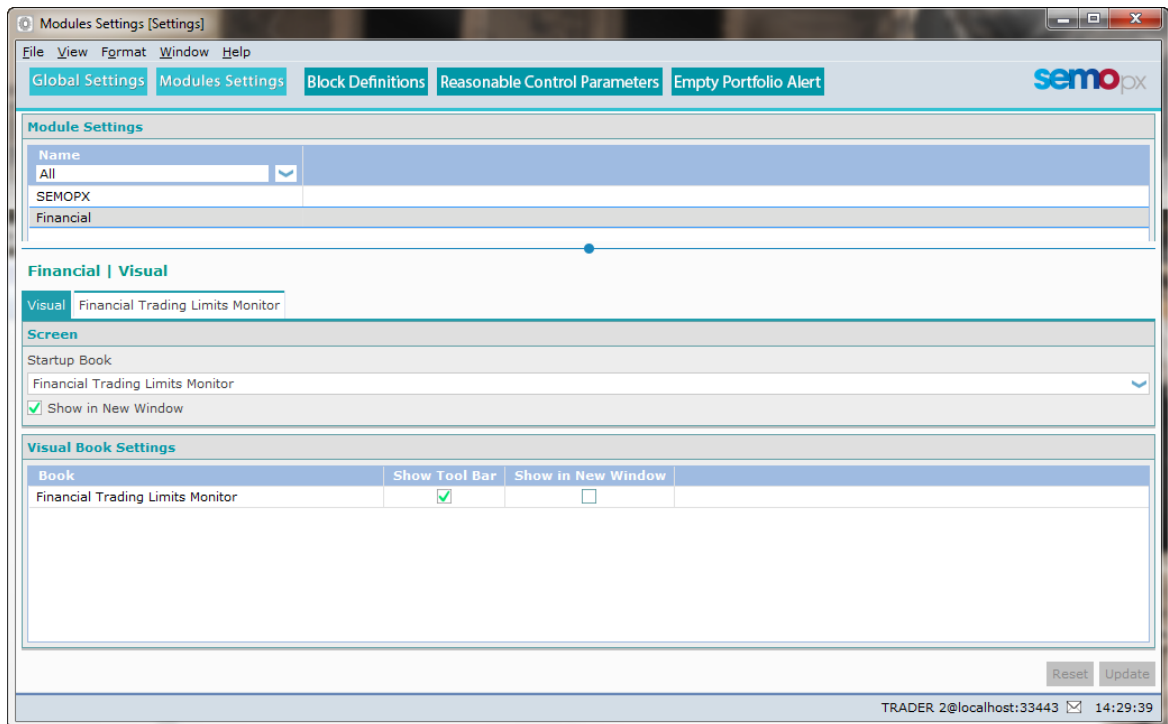 Modules Settings [Settings]
File View Format Window Help
Global Settings Modules Settings Block Definitions Reasonable Control Parameters Empty Portfolio Alert semopx
Module Settings
Name
All
SEMOPX
Financial
Financial | Visual
Visual Financial Trading Limits Monitor
Screen
Startup Book
Financial Trading Limits Monitor
Show in New Window
Visual Book Settings
Book Show Tool Bar Show in New Window
Financial Trading Limits Monitor
Reset Update
TRADER 2@localhost:33443 14:29:39